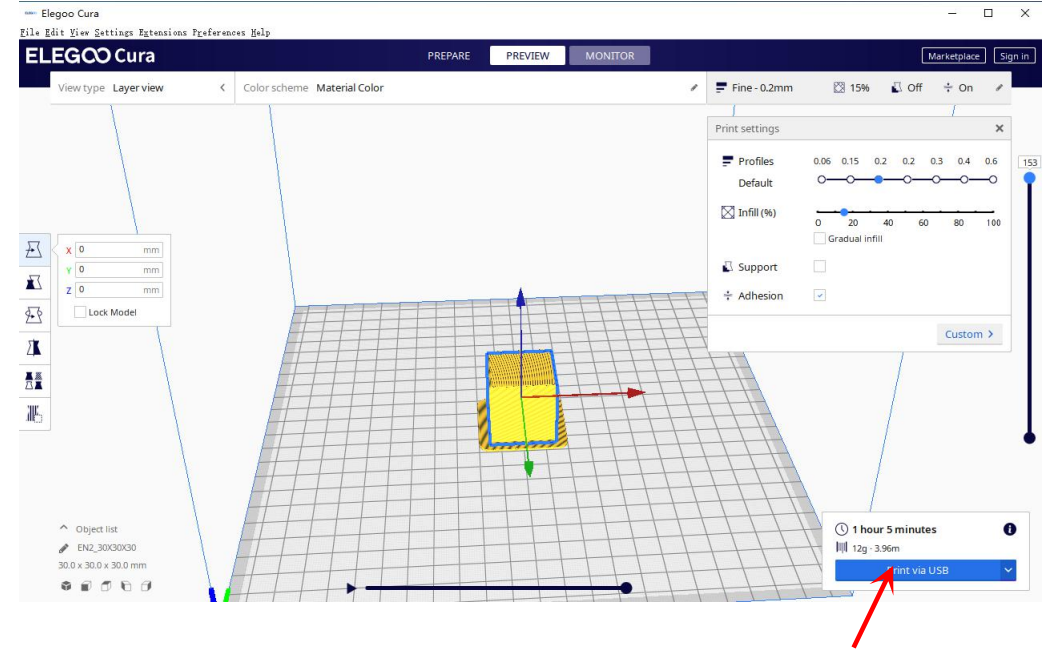 Elegoo Cura
File Edit View Settings Extensions Preferences Help
ELEGOO Cura PREPARE PREVIEW MONITOR Marketplace Sign in
View type Layer view Color scheme Material Color Fine - 0.2mm 15% Off On
Print settings
Profiles 0.06 0.15 0.2 0.2 0.3 0.4 0.6
153
Default
Infill (%)
0 20 40 60 80 100
Gradual infill
X 0 mm
Y 0 mm
Z 0 mm
Lock Model
Support
Adhesion
Custom
Object list
EN2_30X30X30
30.0 x 30.0 x 30.0 mm
1 hour 5 minutes
12g · 3.96m
Print via USB